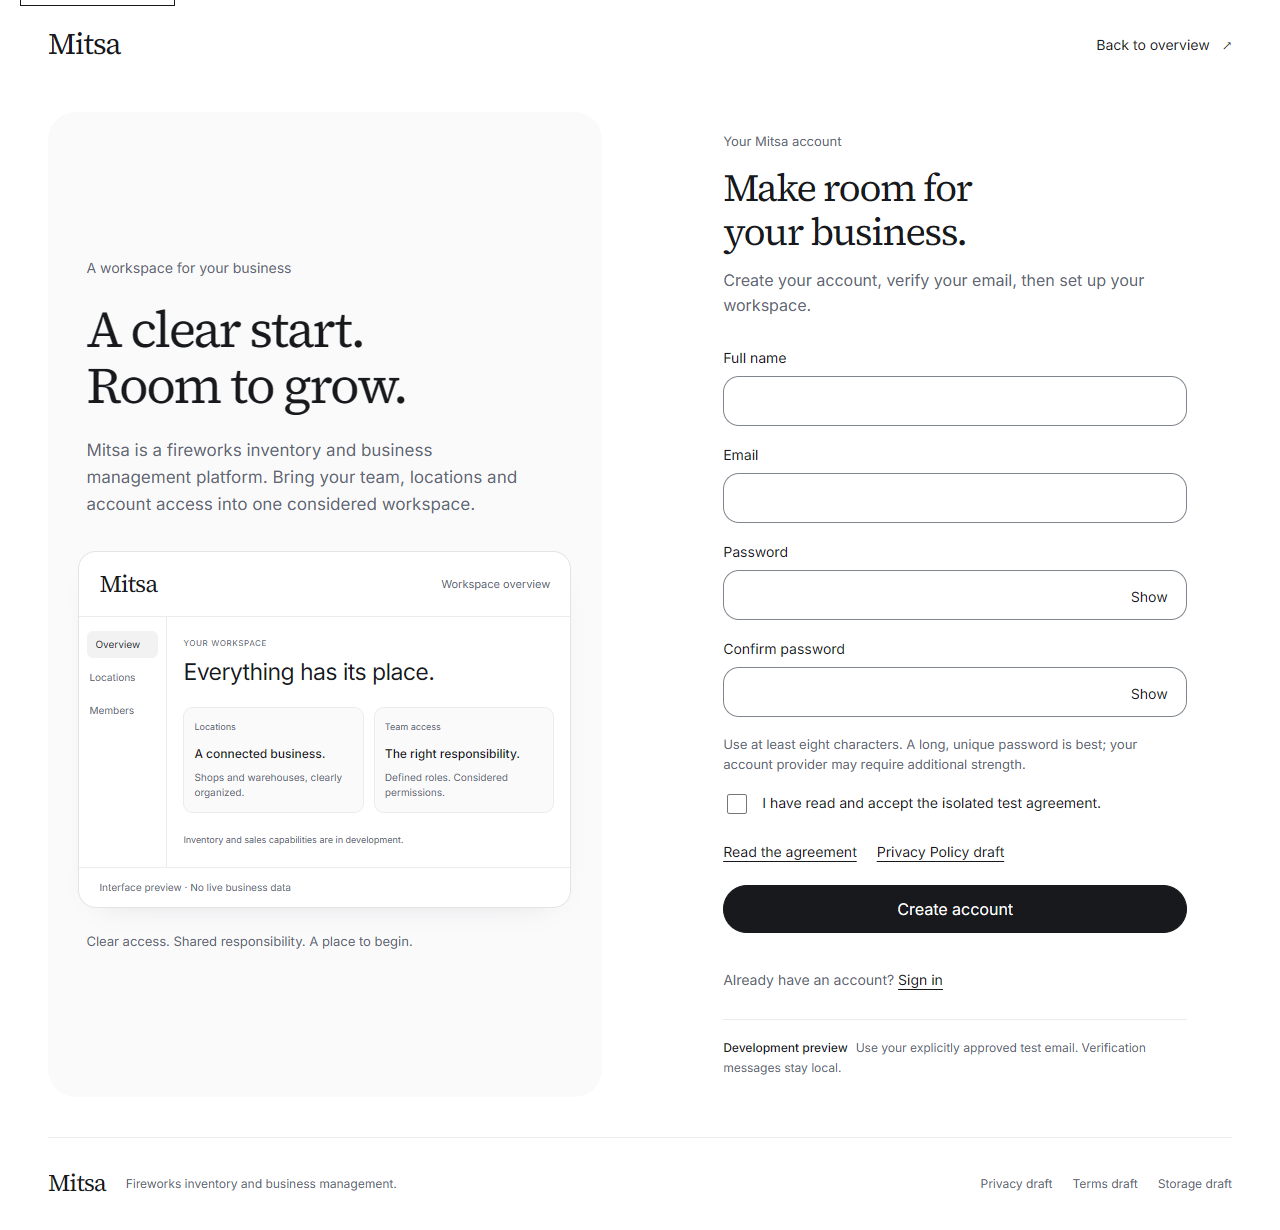 Mitsa
Back to overview ↗
A workspace for your business
A clear start.
Room to grow.
Mitsa is a fireworks inventory and business
management platform. Bring your team, locations and
account access into one considered workspace.
Mitsa
Workspace overview
Overview
Locations
Members
YOUR WORKSPACE
Everything has its place.
Locations
A connected business.
Shops and warehouses, clearly
organized.
Team access
The right responsibility.
Defined roles. Considered
permissions.
Inventory and sales capabilities are in development.
Interface preview · No live business data
Clear access. Shared responsibility. A place to begin.
Your Mitsa account
Make room for
your business.
Create your account, verify your email, then set up your
workspace.
Full name
Email
Password
Show
Confirm password
Show
Use at least eight characters. A long, unique password is best; your
account provider may require additional strength.
I have read and accept the isolated test agreement.
Read the agreement
Privacy Policy draft
Create account
Already have an account? Sign in
Development preview Use your explicitly approved test email. Verification
messages stay local.
Mitsa
Fireworks inventory and business management.
Privacy draft
Terms draft
Storage draft